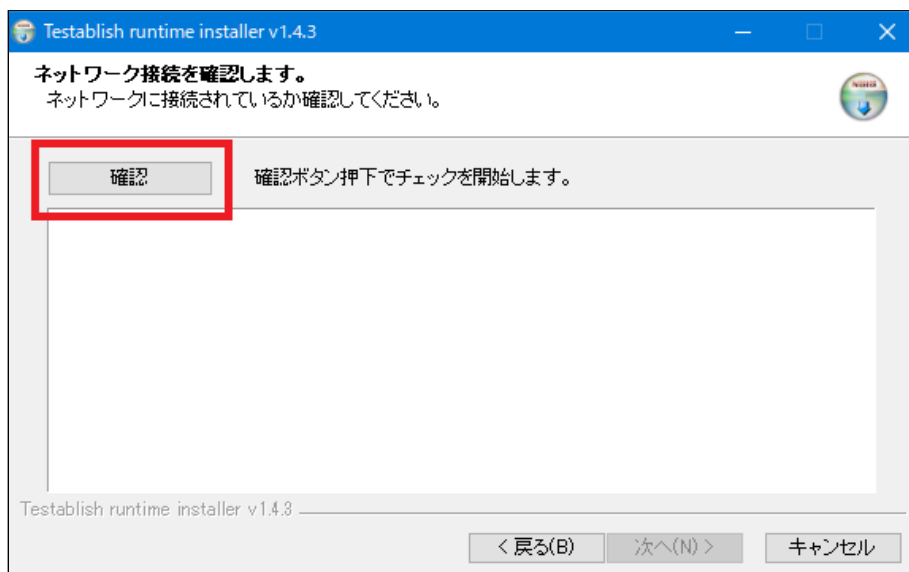 Testablish runtime installer v1.4.3
ネットワーク接続を確認します。
ネットワークに接続されているか確認してください。
確認
確認ボタン押下でチェックを開始します。
Testablish runtime installer v1.4.3
< 戻る(B)
次へ(N) >
キャンセル